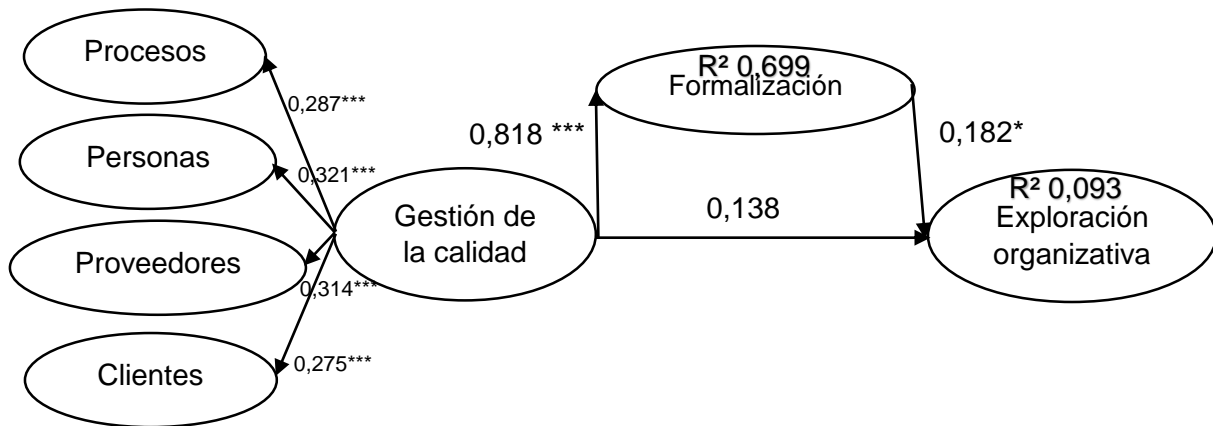 Procesos
0,287***
Personas
0,321***
Proveedores
0,314***
Clientes
0,275***
Gestión de
la calidad
0,818 ***
R² 0,699
Formalización
0,182*
0,138
R² 0,093
Exploración
organizativa